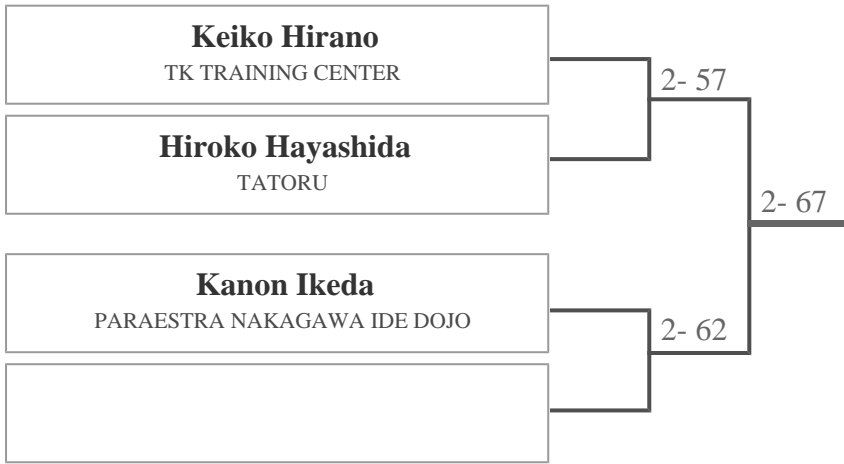 Keiko Hirano
TK TRAINING CENTER
2- 57
Hiroko Hayashida
TATORU
2- 67
Kanon Ikeda
PARAESTRA NAKAGAWA IDE DOJO
2- 62